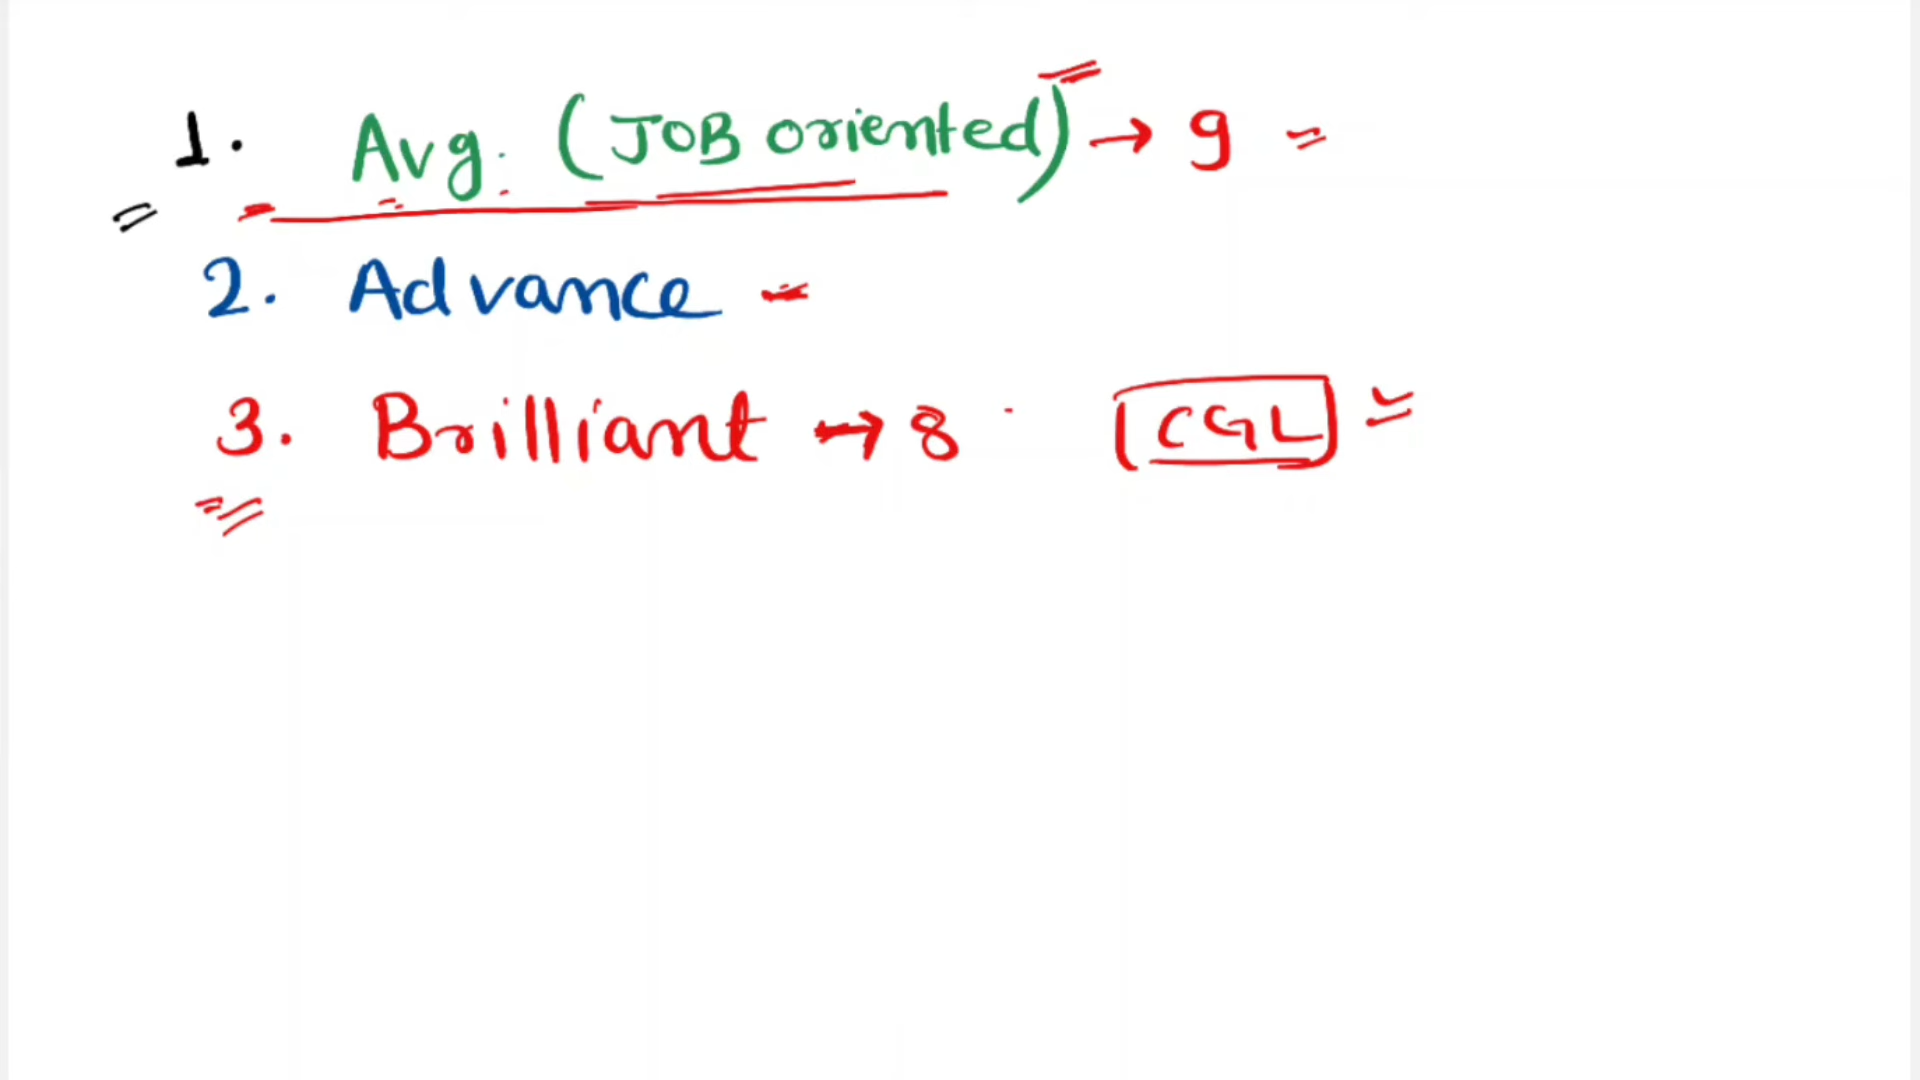 1. Avg. (JOB oriented) → 9 =
2. Advance -
3. Brilliant → 8 CGL